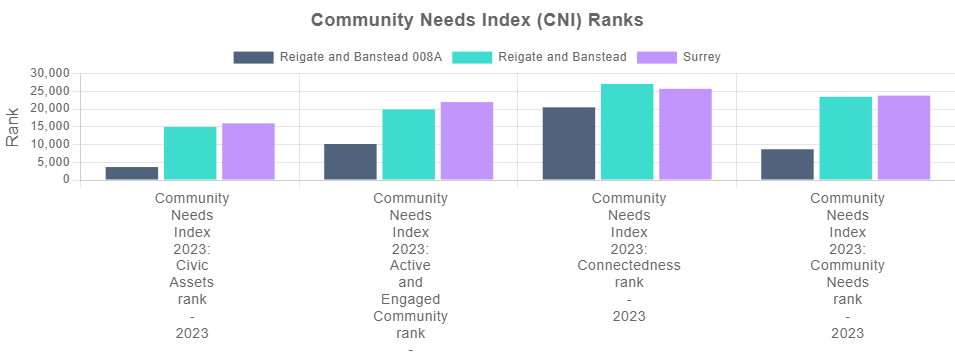 Community Needs Index (CNI) Ranks
Reigate and Banstead 008A Reigate and Banstead Surrey
Rank
30,000
25,000
20,000
15,000
10,000
5,000
0
Community
Needs
Index
2023:
Civic
Assets
rank
-
2023
Community
Needs
Index
2023:
Active
and
Engaged
Community
rank
-
Community
Needs
Index
2023:
Connectedness
rank
-
2023
Community
Needs
Index
2023:
Community
Needs
rank
-
2023